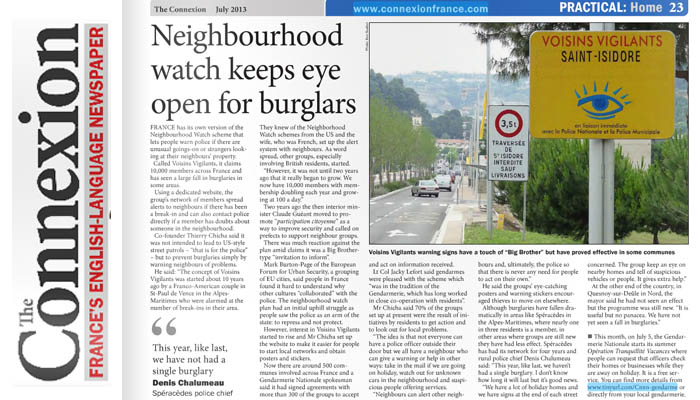 The Connexion
FRANCE'S ENGLISH-LANGUAGE NEWSPAPER
The Connexion July 2013
www.connexionfrance.com
PRACTICAL: Home 23
Neighbourhood
watch keeps eye
open for burglars
FRANCE has its own version of the
Neighbourhood Watch scheme that
lets people warn police if there are
unusual goings-on or strangers look-
ing at their neighbours' property.
Called Voisins Vigilants, it claims
10,000 members across France and
has seen a large fall in burglaries in
some areas.
Using a dedicated website, the
group's network of members spread
alerts to neighbours if there has been
a break-in and can also contact police
directly if a member has doubts about
someone in the neighbourhood.
Co-founder Thierry Chicha said it
was not intended to lead to US-style
street patrols – "that is for the police"
– but to prevent burglaries simply by
warning neighbours of problems.
He said: "The concept of Voisins
Vigilants was started about 10 years
ago by a Franco-American couple in
St-Paul de Vence in the Alpes-
Maritimes who were alarmed at the
number of break-ins in their area.
“
This year, like last,
we have not had a
single burglary
Denis Chalumeau
Spéracèdes police chief
They knew of the Neighborhood
Watch schemes from the US and the
wife, who was French, set up the alert
system with neighbours. As word
spread, other groups, especially
involving British residents, started.
"However, it was not until two years
ago that it really began to grow. We
now have 10,000 members with mem-
bership doubling each year and grow-
ing at 100 a day."
Two years ago the then interior min-
ister Claude Guéant moved to pro-
mote "participation citoyenne" as a
way to improve security and called on
prefects to support neighbour groups.
There was much reaction against the
plan amid claims it was a Big Brother-
type "invitation to inform".
Mark Burton-Page of the European
Forum for Urban Security, a grouping
of EU cities, said people in France
found it hard to understand why
other cultures "collaborated" with the
police. The neighbourhood watch
plan had an initial uphill struggle as
people saw the police as an arm of the
state: to repress and not protect.
However, interest in Voisins Vigilants
started to rise and Mr Chicha set up
the website to make it easier for people
to start local networks and obtain
posters and stickers.
Now there are around 500 com-
munes involved across France and a
Gendarmerie Nationale spokesman
said it had signed agreements with
more than 300 of the groups to accept
VOISINS VIGILANTS
SAINT-ISIDORE
en liaison immédiate
avec la Police Nationale et la Police Municipale
3,5t
TRAVERSÉE
DE
ST ISIDORE
INTERDITE
SAUF
LIVRAISONS
Voisins Vigilants warning signs have a touch of "Big Brother" but have proved effective in some communes
and act on information received.
Lt Col Jacky Lefort said gendarmes
were pleased with the scheme which
"was in the tradition of the
Gendarmerie, which has long worked
in close co-operation with residents".
Mr Chicha said 70% of the groups
set up at present were the result of ini-
tiatives by residents to get action and
to look out for local problems.
"The idea is that not everyone can
have a police officer outside their
door but we all have a neighbour who
can give a warning or help in other
ways: take in the mail if we are going
on holiday, watch out for unknown
cars in the neighbourhood and suspi-
cious people offering services.
"Neighbours can alert other neigh-
bours and, ultimately, the police so
that there is never any need for people
to act on their own."
He said the groups' eye-catching
posters and warning stickers encour-
aged thieves to try elsewhere.
Although burglaries have fallen dra-
matically in areas like Spéracèdes in
the Alpes-Maritimes, where nearly one
in three residents is a member, in
other areas where groups are still new
they have had less effect. Spéracèdes
has had its network for four years and
rural police chief Denis Chalumeau
said: "This year, like last, we haven't
had a single burglary. I don't know
how long it will last but it's good news.
"We have a lot of holiday homes and
we have signs at the end of each street
concerned. The group keep an eye on
nearby homes and tell of suspicious
vehicles or people. It gives extra help."
At the other end of the country, in
Quesnoy-sur-Deûle in Nord, the
mayor said he had not seen an effect
but the programme was still new. "It is
useful but no panacea. We have not
yet seen a fall in burglaries."
■ This month, on July 5, the Gendar-
merie Nationale starts its summer
Opération Tranquillité Vacances where
people can request that officers check
their homes or businesses while they
are away on holiday. It is a free ser-
vice. You can find more details from
www.tinyurl.com/Conn-gendarme or
directly from your local gendarmerie.